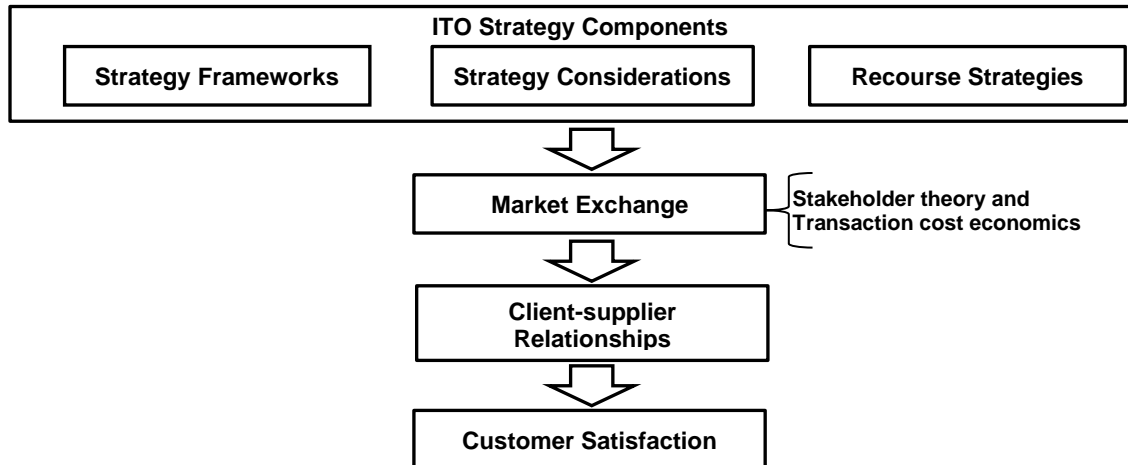 ITO Strategy Components
Strategy Frameworks
Strategy Considerations
Recourse Strategies
Market Exchange
Stakeholder theory and
Transaction cost economics
Client-supplier
Relationships
Customer Satisfaction